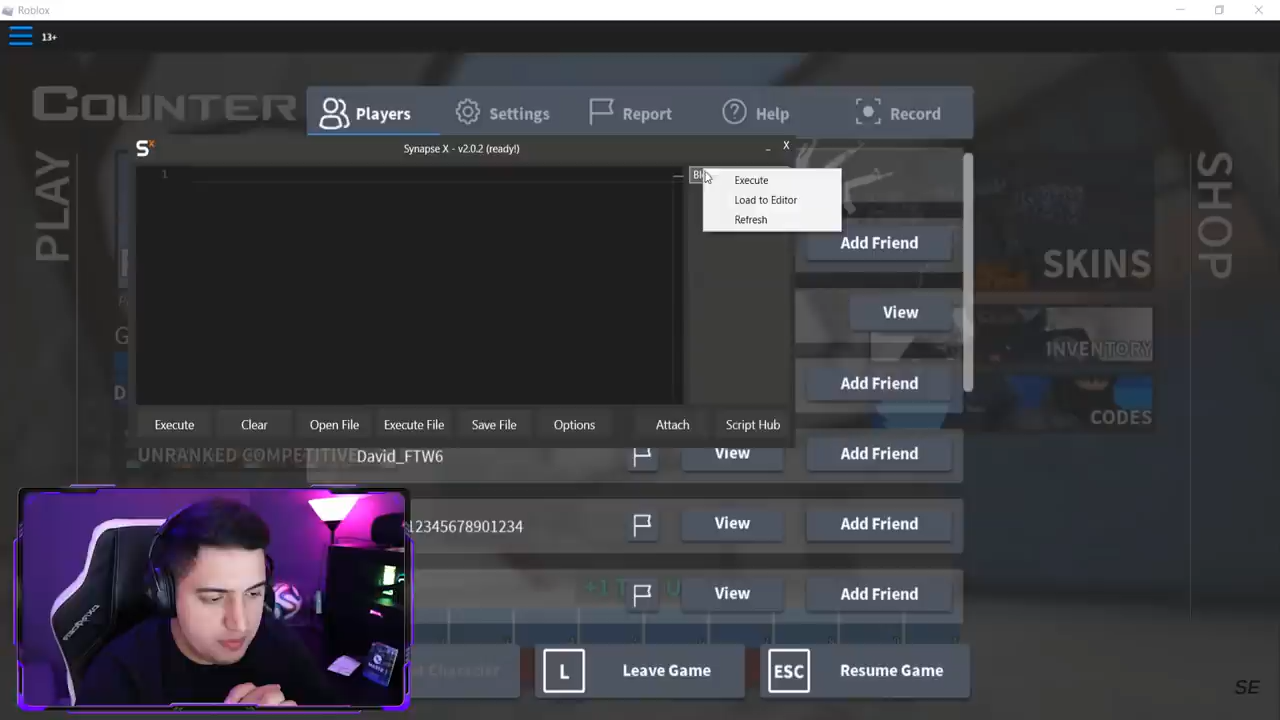 Roblox
13+
COUNTER
Players
Settings
Report
Help
Record
PLAY
SHOP
Synapse X - v2.0.2 (ready!)
X
1
Execute
Load to Editor
Refresh
Add Friend
View
Add Friend
SKINS
INVENTORY
CODES
Execute
Clear
Open File
Execute File
Save File
Options
Attach
Script Hub
UNRANKED COMPETITIVE
David_FTW6
View
Add Friend
12345678901234
View
Add Friend
View
Add Friend
L
Leave Game
ESC
Resume Game
SE